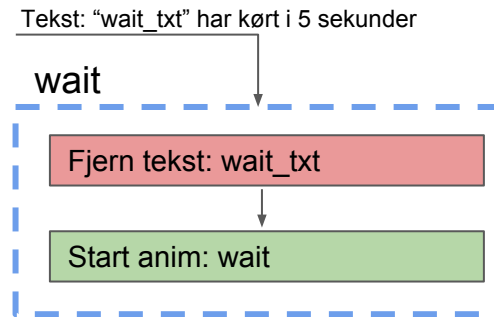 Tekst: “wait_txt” har kørt i 5 sekunder
wait
Fjern tekst: wait_txt
Start anim: wait